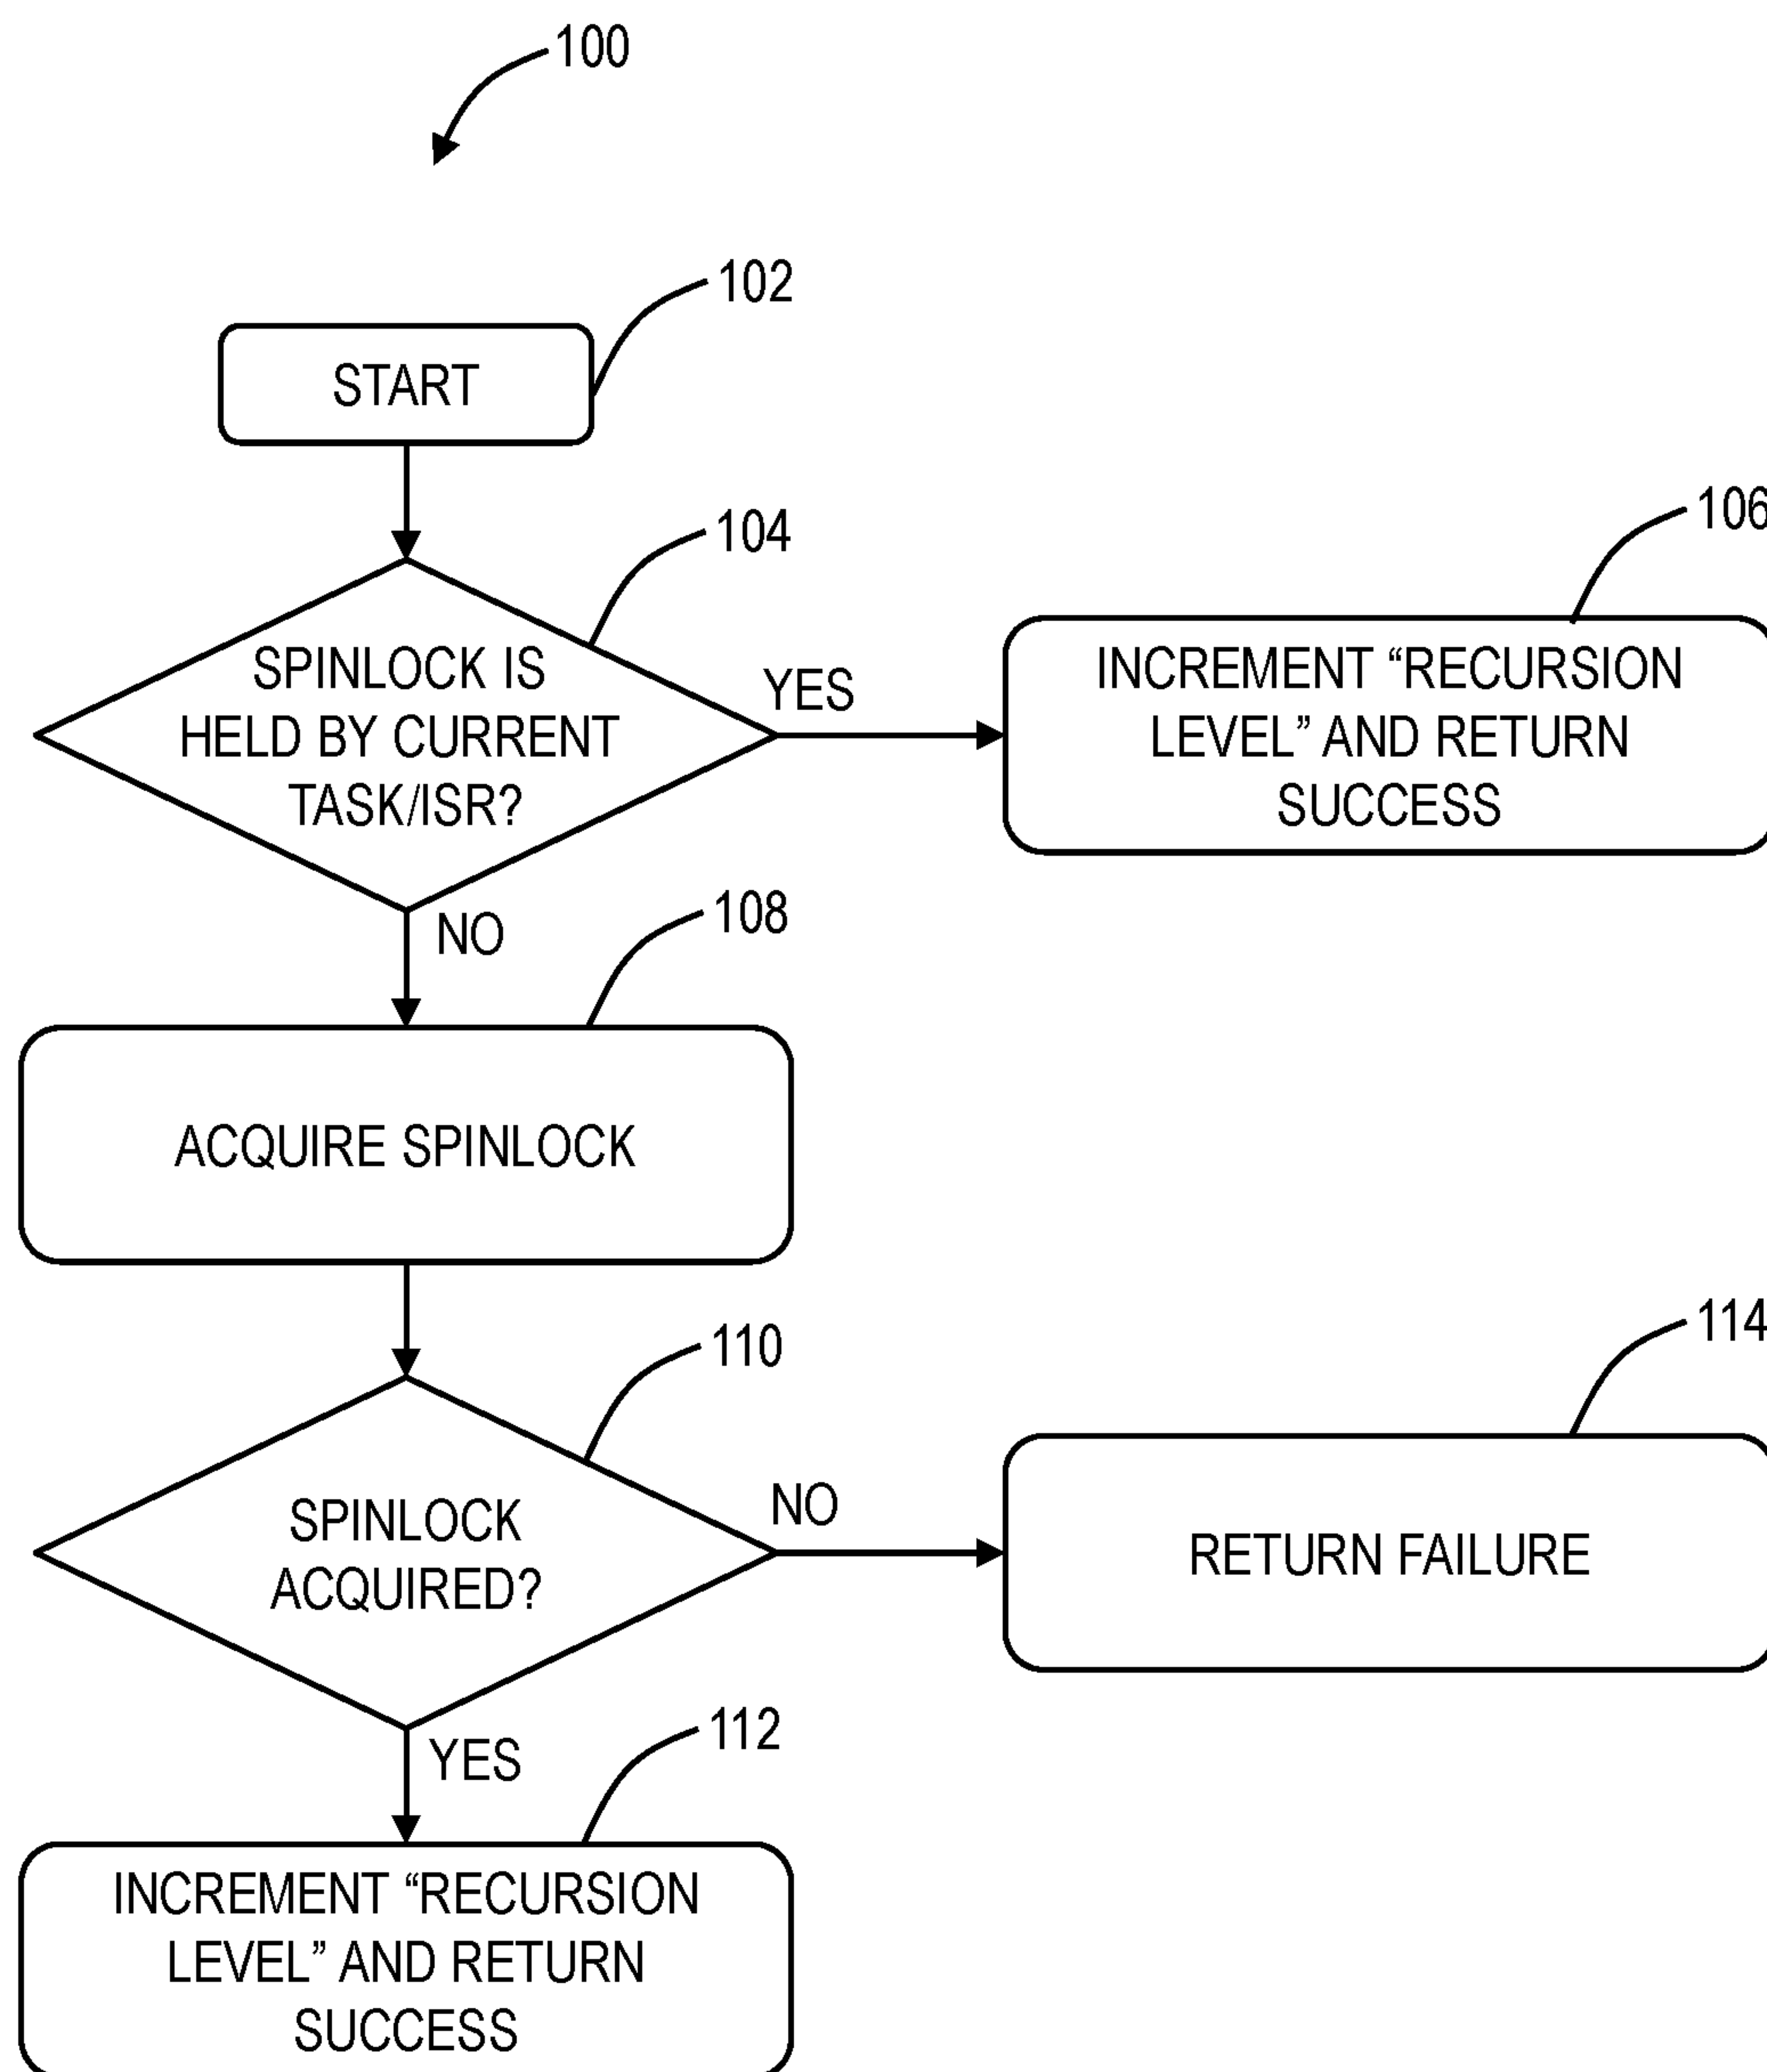 100
102
START
104
106
SPINLOCK IS
HELD BY CURRENT
TASK/ISR?
YES
INCREMENT “RECURSION
LEVEL” AND RETURN
SUCCESS
NO
108
ACQUIRE SPINLOCK
110
114
SPINLOCK
ACQUIRED?
NO
RETURN FAILURE
YES
112
INCREMENT “RECURSION
LEVEL” AND RETURN
SUCCESS